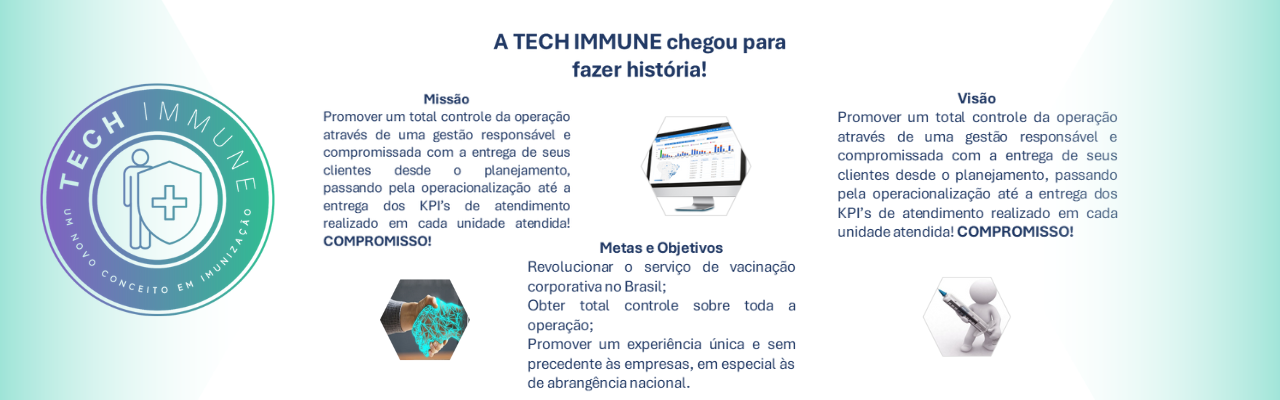 TECH IMMUNE
UM NOVO CONCEITO EM IMUNIZAÇÃO
A TECH IMMUNE chegou para
fazer história!
Missão
Promover um total controle da operação
através de uma gestão responsável e
compromissada com a entrega de seus
clientes desde o planejamento,
passando pela operacionalização até a
entrega dos KPI's de atendimento
realizado em cada unidade atendida!
COMPROMISSO!
Metas e Objetivos
Revolucionar o serviço de vacinação
corporativa no Brasil;
Obter total controle sobre toda a
operação;
Promover um experiência única e sem
precedente às empresas, em especial às
de abrangência nacional.
Visão
Promover um total controle da operação
através de uma gestão responsável e
compromissada com a entrega de seus
clientes desde o planejamento, passando
pela operacionalização até a entrega dos
KPI's de atendimento realizado em cada
unidade atendida! COMPROMISSO!